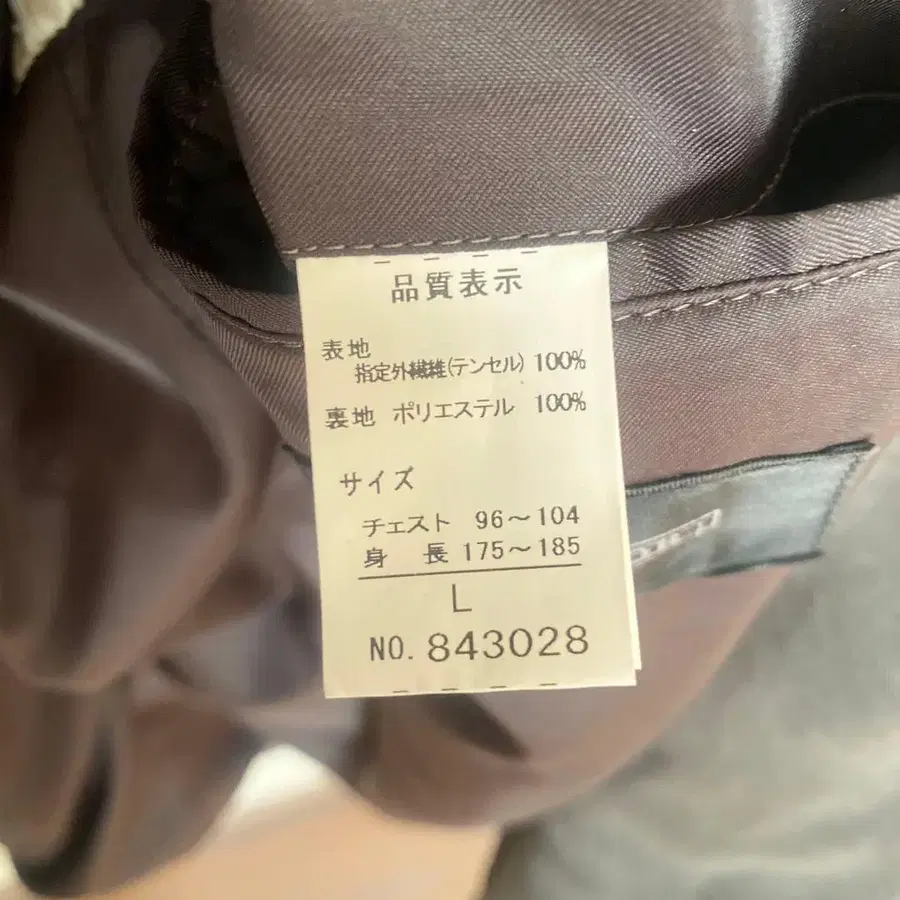 品質表示
表地
指定外繊維(テンセル) 100%
裏地 ポリエステル 100%
サイズ
チェスト 96～104
身 長 175～185
L
NO. 843028